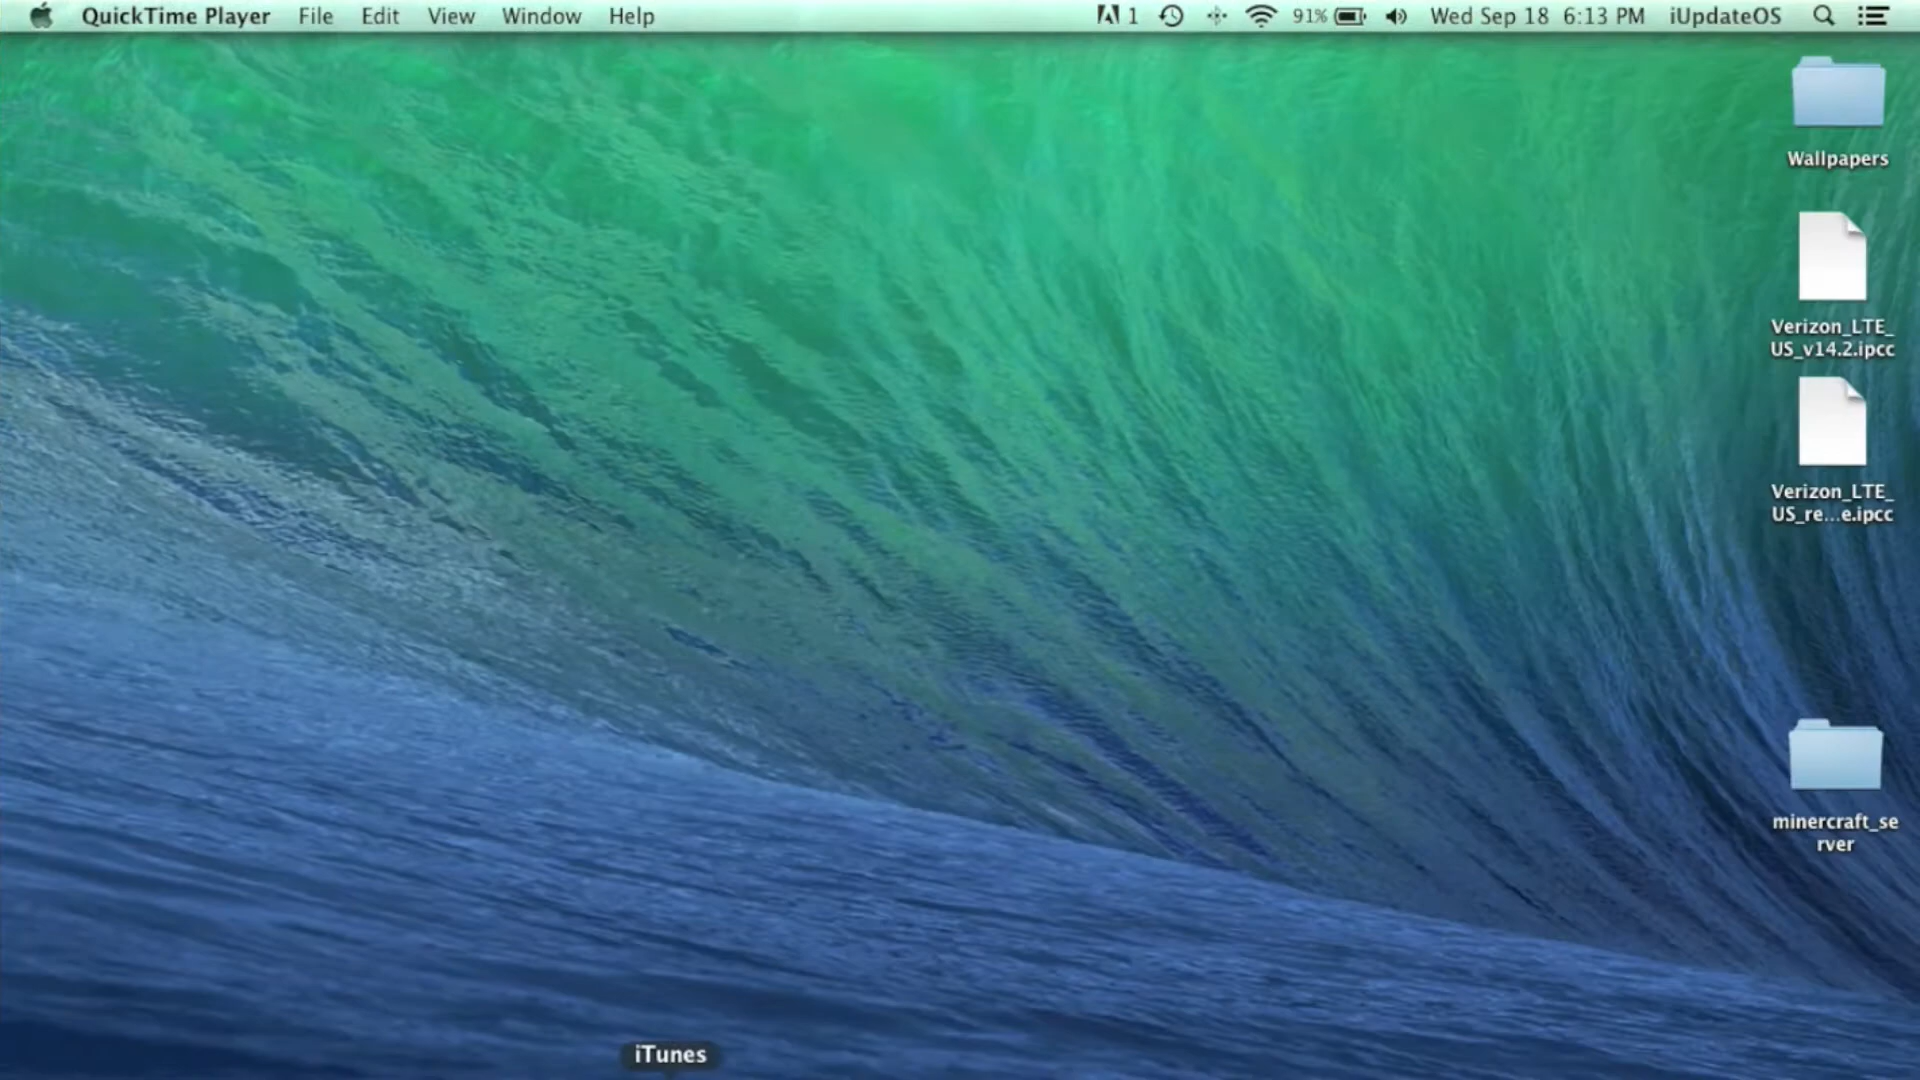 QuickTime Player File Edit View Window Help 1 91% Wed Sep 18 6:13 PM iUpdateOS
Wallpapers
Verizon_LTE_
US_v14.2.ipcc
Verizon_LTE_
US_re...e.ipcc
minercraft_se
rver
iTunes